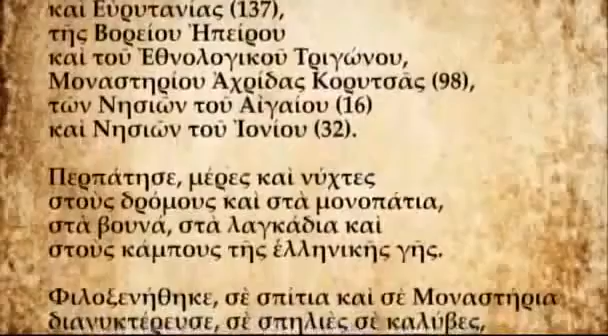 καὶ Εὐρυτανίας (137),
τῆς Βορείου Ἠπείρου
καὶ τοῦ Ἐθνολογικοῦ Τριγώνου,
Μοναστηρίου Ἀχρίδας Κορυτσᾶς (98),
τῶν Νησιῶν τοῦ Αἰγαίου (16)
καὶ Νησιῶν τοῦ Ἰονίου (32).
Περπάτησε, μέρες καὶ νύχτες
στοὺς δρόμους καὶ στὰ μονοπάτια,
στὰ βουνά, στὰ λαγκάδια καὶ
στοὺς κάμπους τῆς ἑλληνικῆς γῆς.
Φιλοξενήθηκε, σὲ σπίτια καὶ σὲ Μοναστήρια
διανυκτέρευσε, σὲ σπηλιὲς σὲ καλύβες,